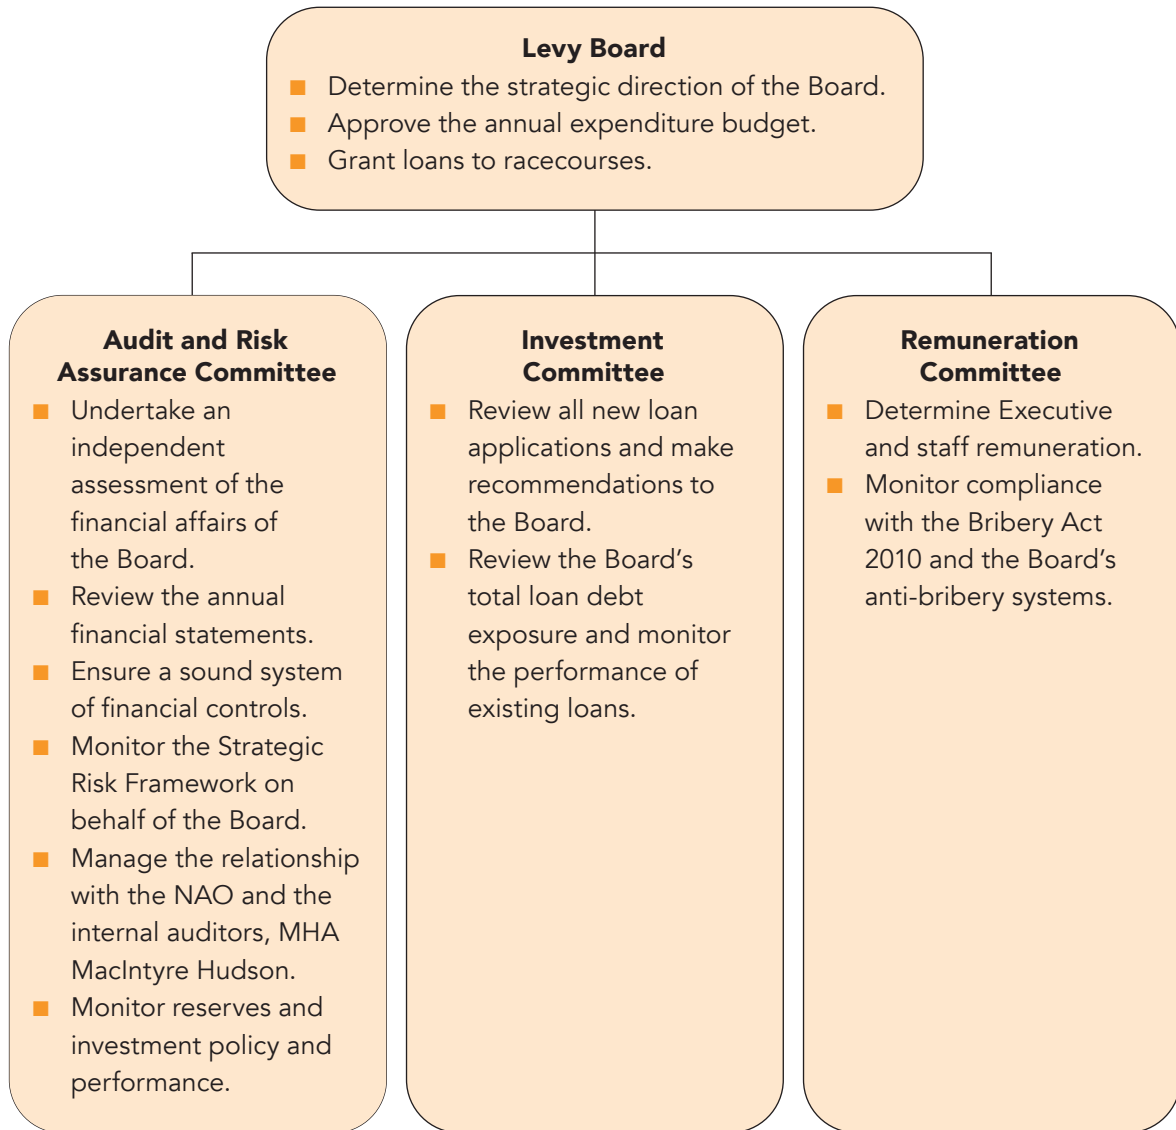 Levy Board
■ Determine the strategic direction of the Board.
■ Approve the annual expenditure budget.
■ Grant loans to racecourses.
Audit and Risk
Assurance Committee
■ Undertake an
independent
assessment of the
financial affairs of
the Board.
■ Review the annual
financial statements.
■ Ensure a sound system
of financial controls.
■ Monitor the Strategic
Risk Framework on
behalf of the Board.
■ Manage the relationship
with the NAO and the
internal auditors, MHA
MacIntyre Hudson.
■ Monitor reserves and
investment policy and
performance.
Investment
Committee
■ Review all new loan
applications and make
recommendations to
the Board.
■ Review the Board’s
total loan debt
exposure and monitor
the performance of
existing loans.
Remuneration
Committee
■ Determine Executive
and staff remuneration.
■ Monitor compliance
with the Bribery Act
2010 and the Board’s
anti-bribery systems.